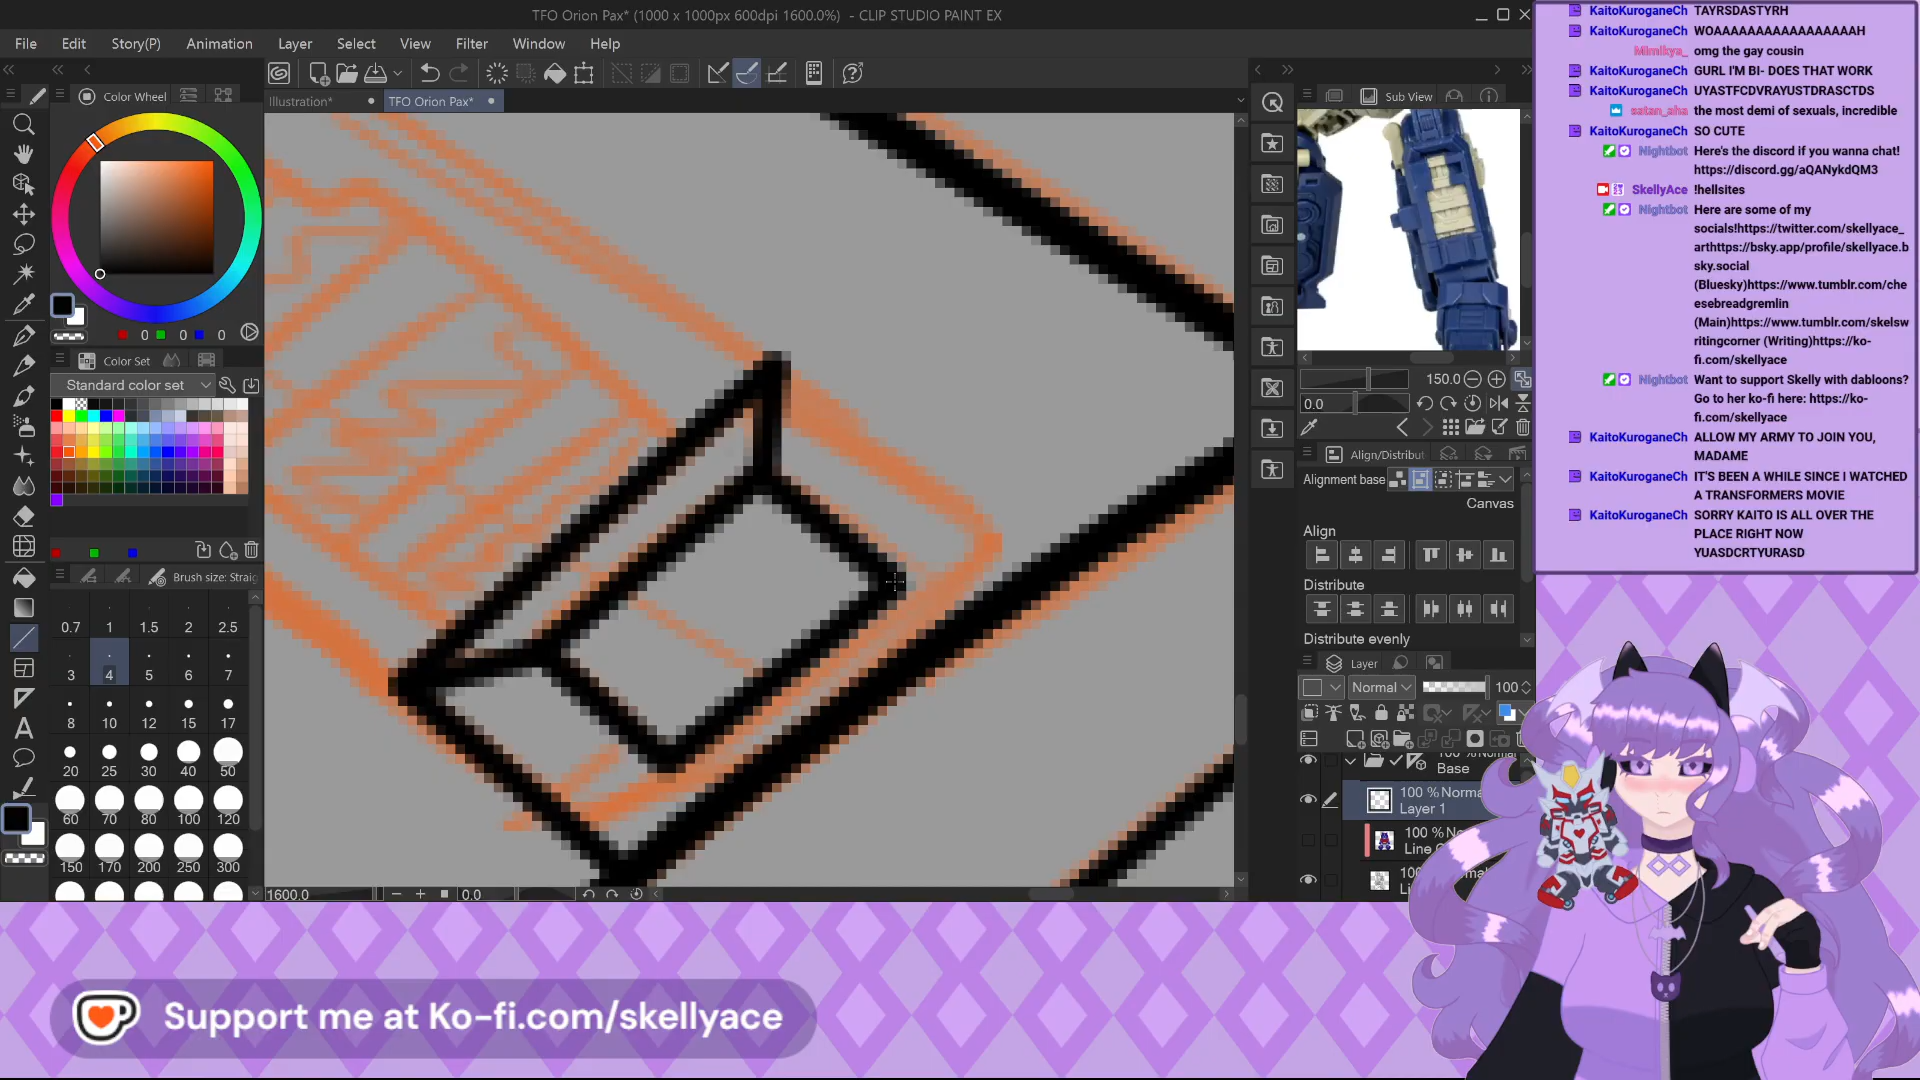 TFO Orion Pax* (1000 x 1000px 600dpi 1600.0%) - CLIP STUDIO PAINT EX
File Edit Story(P) Animation Layer Select View Filter Window Help
Illustration*
TFO Orion Pax*
Color Wheel
0 0 0
Color Set
Standard color set
Brush size: Straig
0.7 1 1.5 2 2.5
3 4 5 6 7
8 10 12 15 17
20 25 30 40 50
60 70 80 100 120
150 170 200 250 300
1600.0
0.0
Sub View
150.0
0.0
Align/Distribut
Alignment base
Canvas
Align
Distribute
Distribute evenly
Layer
Normal 100
Base
100 % Norma
Layer 1
KaitoKuroganeCh TAYRSDASTYRH
KaitoKuroganeCh WOAAAAAAAAAAAAAAAAAH
Mimikya_ omg the gay cousin
KaitoKuroganeCh GURL I'M BI- DOES THAT WORK
KaitoKuroganeCh UYASTFCDVRAYUSTDRASCTDS
satan_aha the most demi of sexuals, incredible
KaitoKuroganeCh SO CUTE
Nightbot Here's the discord if you wanna chat!
https://discord.gg/aQANykdQM3
SkellyAce !hellsites
Nightbot Here are some of my
socials!https://twitter.com/skellyace_
arthttps://bsky.app/profile/skellyace.b
sky.social
(Bluesky)https://www.tumblr.com/che
esebreadgremlin
(Main)https://www.tumblr.com/skelsw
ritingcorner (Writing)https://ko-
fi.com/skellyace
Nightbot Want to support Skelly with dabloons?
Go to her ko-fi here: https://ko-
fi.com/skellyace
KaitoKuroganeCh ALLOW MY ARMY TO JOIN YOU,
MADAME
KaitoKuroganeCh IT'S BEEN A WHILE SINCE I WATCHED
A TRANSFORMERS MOVIE
KaitoKuroganeCh SORRY KAITO IS ALL OVER THE
PLACE RIGHT NOW
YUASDCRTYURASD
Support me at Ko-fi.com/skellyace